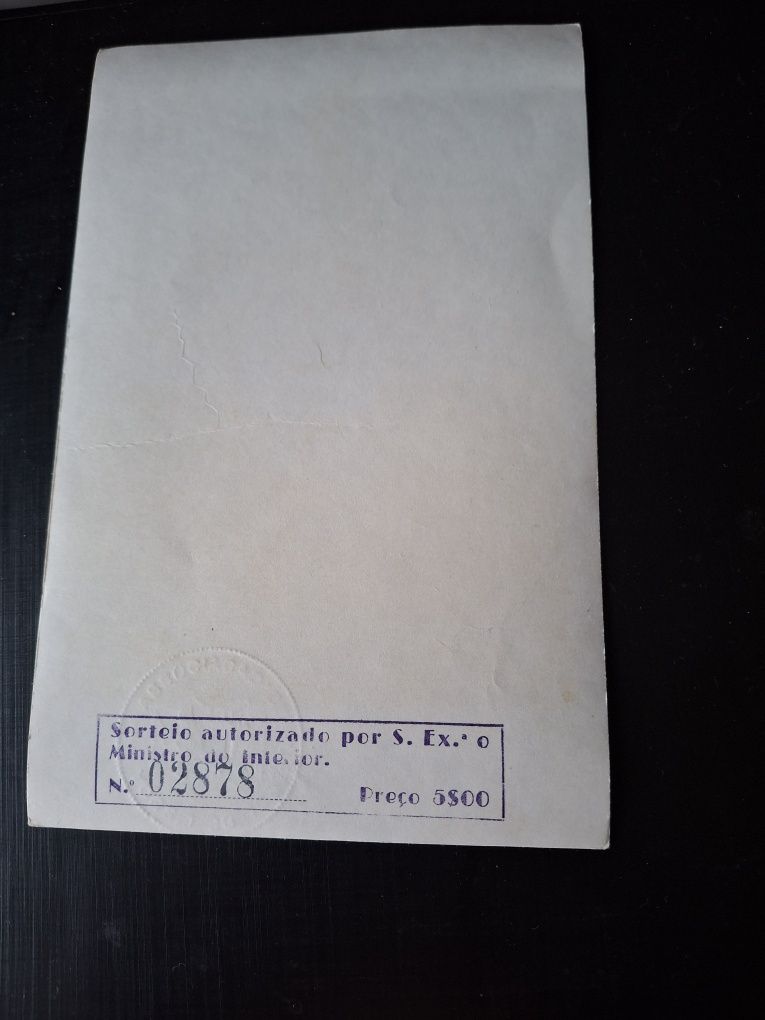 Sorteio autorizado por S. Ex.ª o
Ministro do Interior.
N.º 02878 Preço 5$00